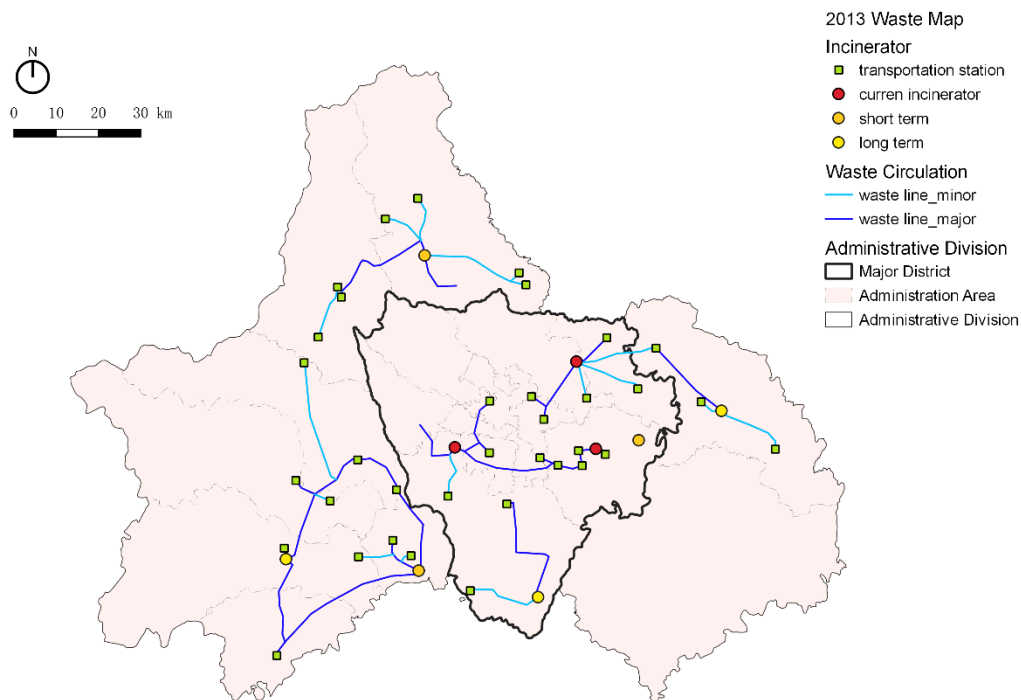 2013 Waste Map
Incinerator
transportation station
curren incinerator
short term
long term
Waste Circulation
waste line_minor
waste line_major
Administrative Division
Major District
Administration Area
Administrative Division
N
0 10 20 30 km